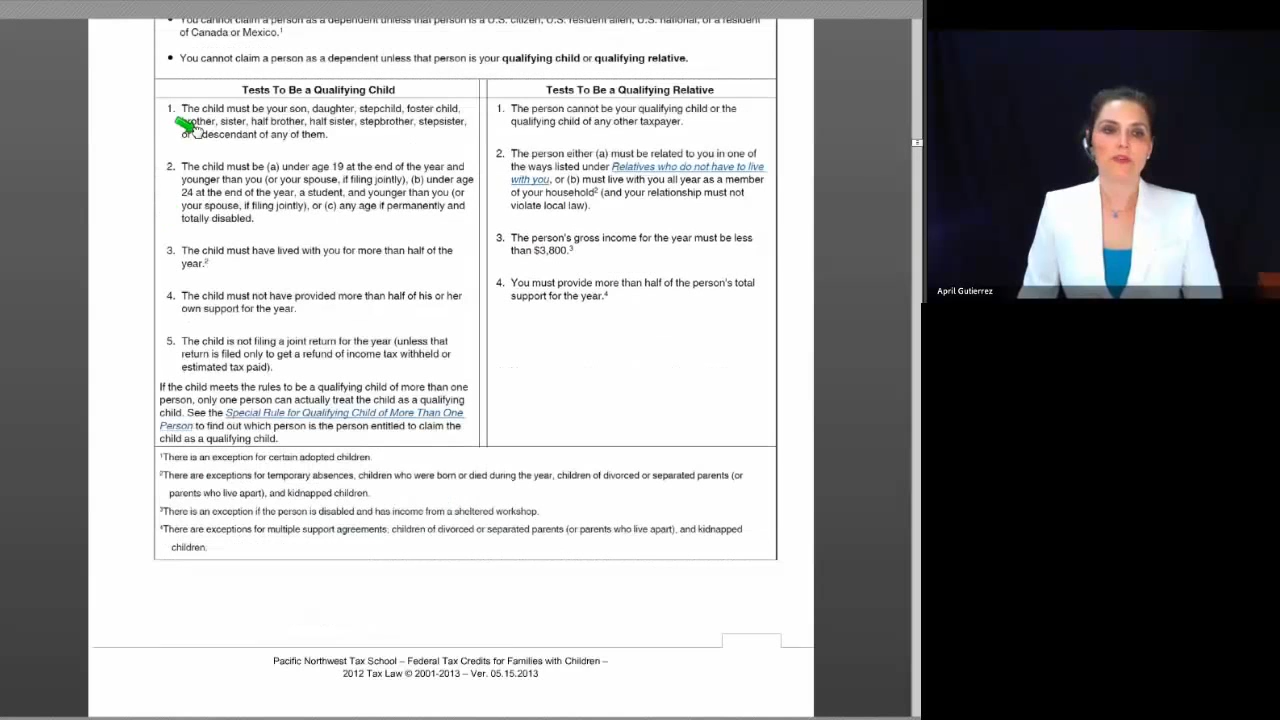 • You cannot claim a person as a dependent unless that person is a U.S. citizen, U.S. resident alien, U.S. national, or a resident
of Canada or Mexico.1
• You cannot claim a person as a dependent unless that person is your qualifying child or qualifying relative.
Tests To Be a Qualifying Child
1. The child must be your son, daughter, stepchild, foster child,
brother, sister, half brother, half sister, stepbrother, stepsister,
or a descendant of any of them.
2. The child must be (a) under age 19 at the end of the year and
younger than you (or your spouse, if filing jointly), (b) under age
24 at the end of the year, a student, and younger than you (or
your spouse, if filing jointly), or (c) any age if permanently and
totally disabled.
3. The child must have lived with you for more than half of the
year.2
4. The child must not have provided more than half of his or her
own support for the year.
5. The child is not filing a joint return for the year (unless that
return is filed only to get a refund of income tax withheld or
estimated tax paid).
If the child meets the rules to be a qualifying child of more than one
person, only one person can actually treat the child as a qualifying
child. See the Special Rule for Qualifying Child of More Than One
Person to find out which person is the person entitled to claim the
child as a qualifying child.
Tests To Be a Qualifying Relative
1. The person cannot be your qualifying child or the
qualifying child of any other taxpayer.
2. The person either (a) must be related to you in one of
the ways listed under Relatives who do not have to live
with you, or (b) must live with you all year as a member
of your household2 (and your relationship must not
violate local law).
3. The person's gross income for the year must be less
than $3,800.3
4. You must provide more than half of the person's total
support for the year.4
1There is an exception for certain adopted children.
2There are exceptions for temporary absences, children who were born or died during the year, children of divorced or separated parents (or
parents who live apart), and kidnapped children.
3There is an exception if the person is disabled and has income from a sheltered workshop.
4There are exceptions for multiple support agreements, children of divorced or separated parents (or parents who live apart), and kidnapped
children.
Pacific Northwest Tax School – Federal Tax Credits for Families with Children –
2012 Tax Law © 2001-2013 – Ver. 05.15.2013
April Gutierrez